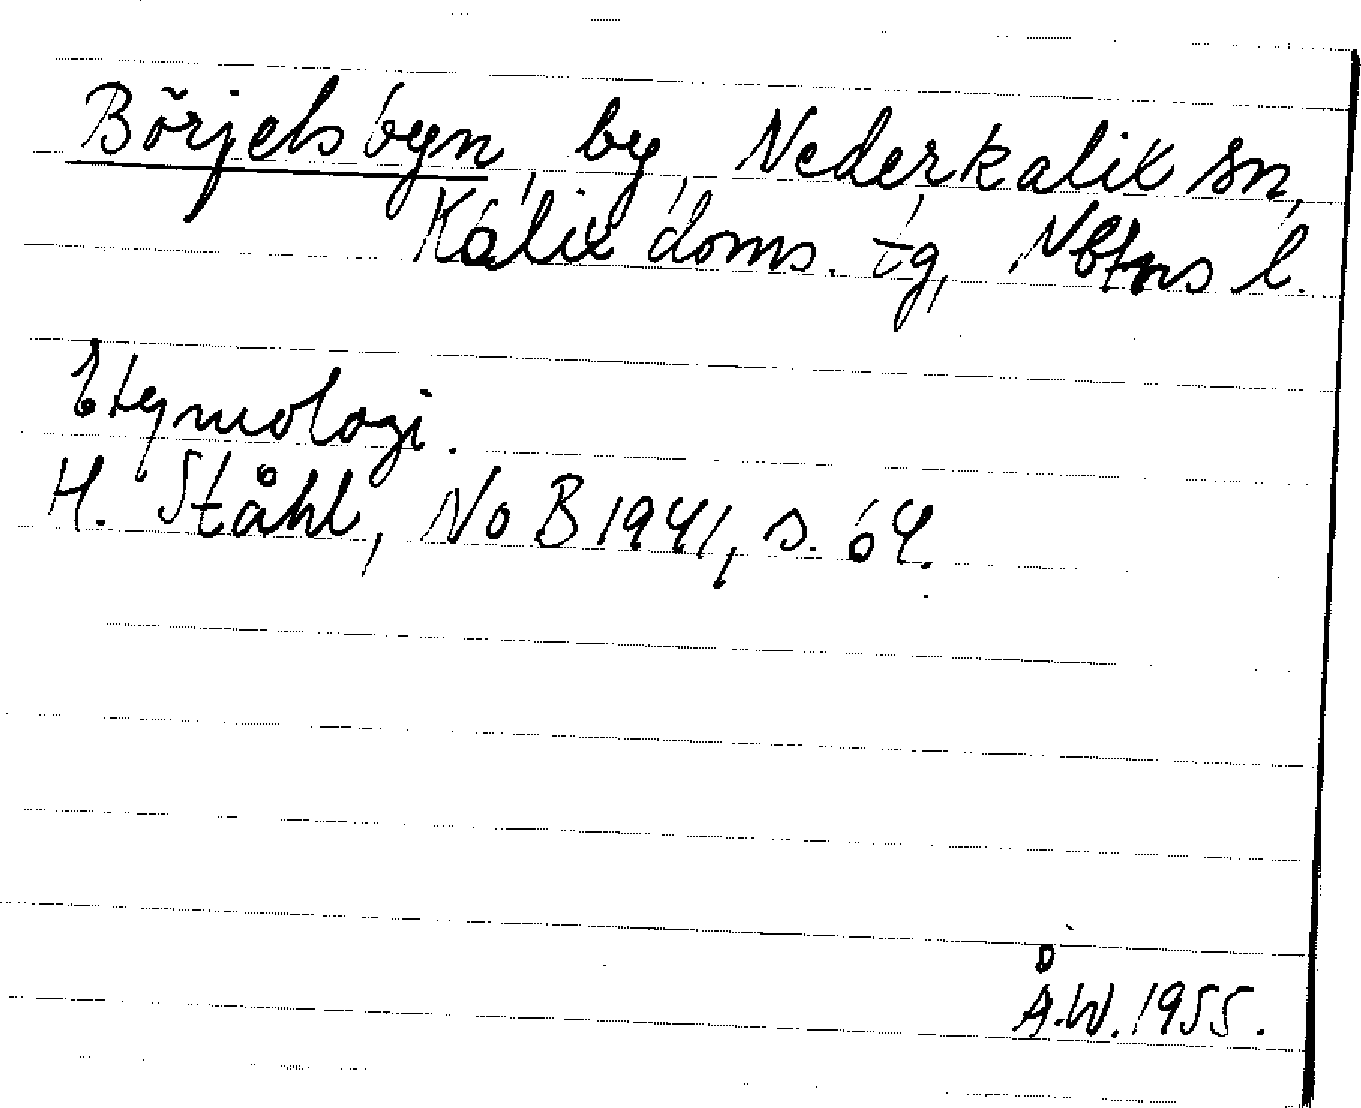 Börjelsbyn, by, Nederkalix sn,
Kalix doms. tg, Nbtns l.
Etymologi.
H. Ståhl, NoB 1941, s. 64.
Å.W. 1955.